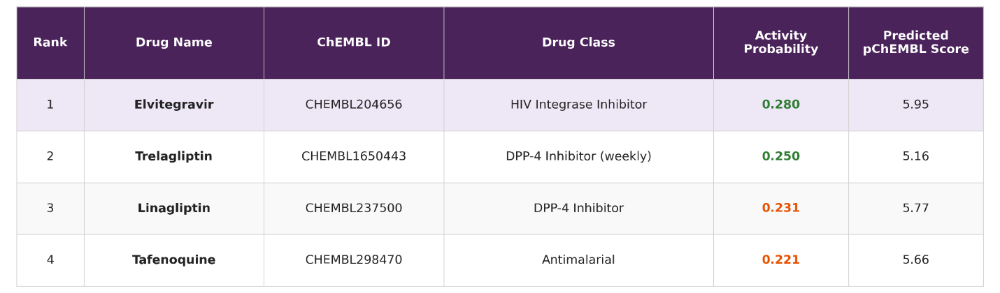 Rank Drug Name ChEMBL ID Drug Class Activity Probability Predicted pChEMBL Score
1 Elvitegravir CHEMBL204656 HIV Integrase Inhibitor 0.280 5.95
2 Trelagliptin CHEMBL1650443 DPP-4 Inhibitor (weekly) 0.250 5.16
3 Linagliptin CHEMBL237500 DPP-4 Inhibitor 0.231 5.77
4 Tafenoquine CHEMBL298470 Antimalarial 0.221 5.66